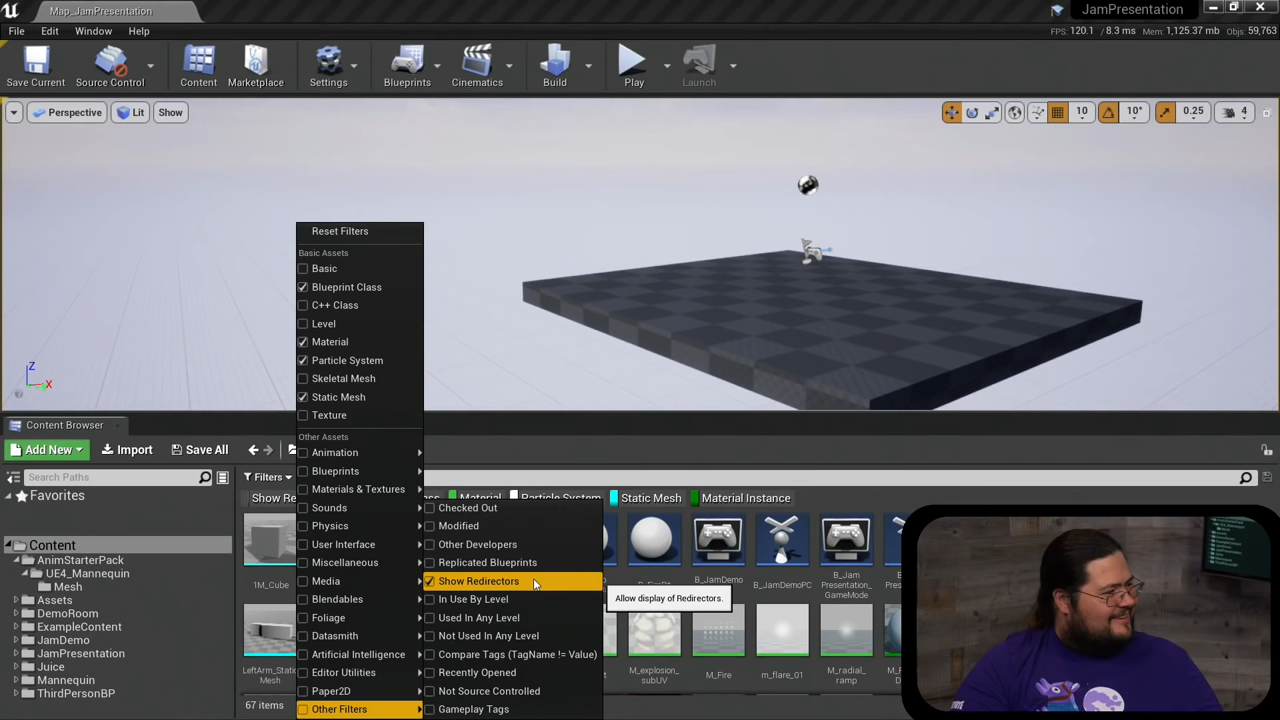 Map_JamPresentation
JamPresentation
File Edit Window Help
FPS: 120.1 / 8.3 ms Mem: 1,125.37 mb Objs: 59,763
Save Current Source Control Content Marketplace Settings Blueprints Cinematics Build Play Launch
Perspective Lit Show 10 10° 0.25 4
Z
X
Reset Filters
Basic Assets
Basic
Blueprint Class
C++ Class
Level
Material
Particle System
Skeletal Mesh
Static Mesh
Texture
Other Assets
Animation
Blueprints
Materials & Textures
Sounds
Physics
User Interface
Miscellaneous
Media
Blendables
Foliage
Datasmith
Artificial Intelligence
Editor Utilities
Paper2D
Other Filters
Checked Out
Modified
Other Developers
Replicated Blueprints
Show Redirectors
In Use By Level
Used In Any Level
Not Used In Any Level
Compare Tags (TagName != Value)
Recently Opened
Not Source Controlled
Gameplay Tags
Allow display of Redirectors.
Content Browser
Add New Import Save All
Search Paths
Filters
Favorites
Content
AnimStarterPack
UE4_Mannequin
Mesh
Assets
DemoRoom
ExampleContent
JamDemo
JamPresentation
Juice
Mannequin
ThirdPersonBP
Show Re Material Particle System Static Mesh Material Instance
1M_Cube B_JamDemo B_JamDemoPC B_Jam
Presentation_
GameMode
LeftArm_Static M_explosion_
subUV M_Fire m_flare_01 M_radial_
ramp
67 items